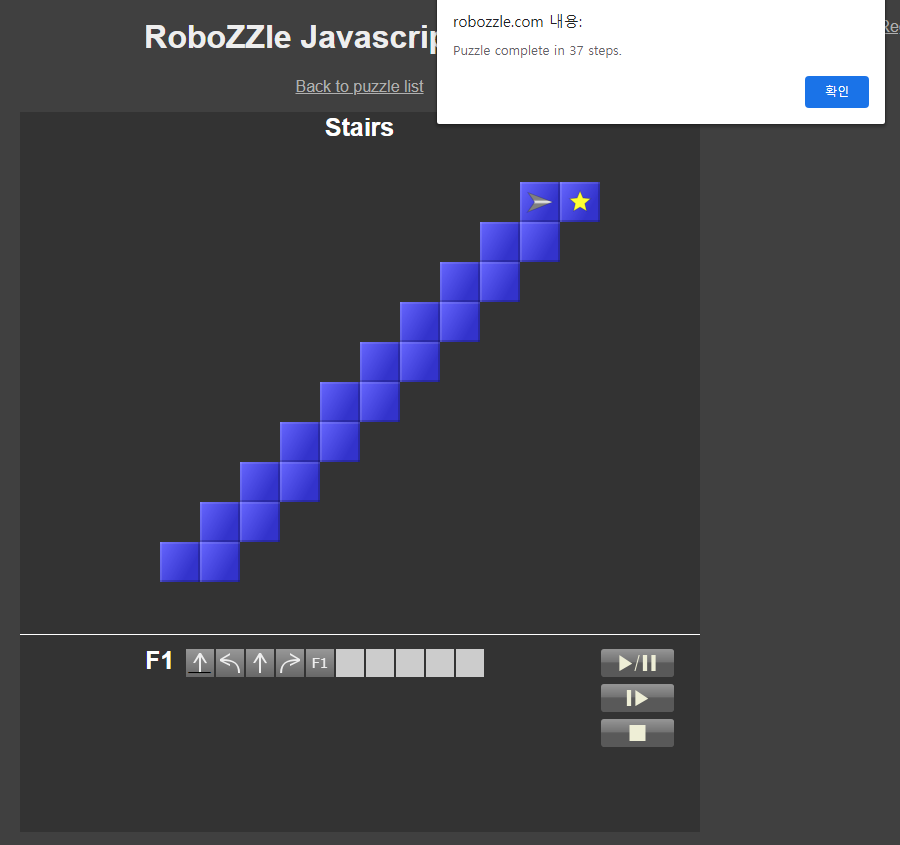 RoboZZle Javascrip
robozzle.com 내용:
Puzzle complete in 37 steps.
확인
Back to puzzle list
Stairs
F1 F1